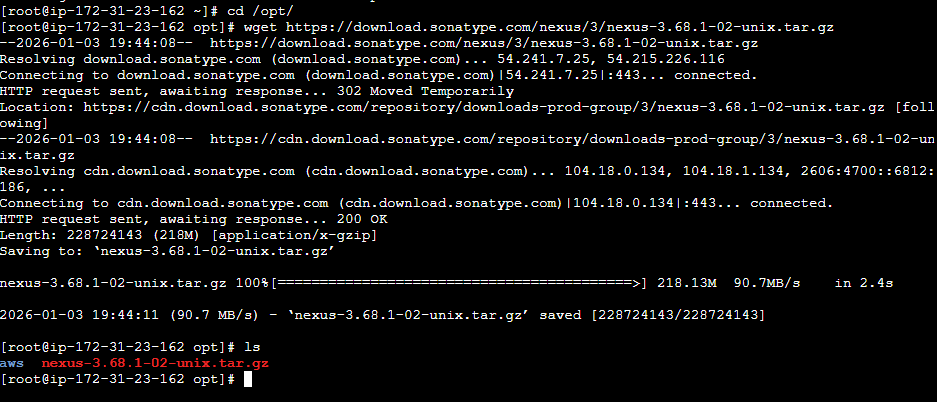 [root@ip-172-31-23-162 ~]# cd /opt/
[root@ip-172-31-23-162 opt]# wget https://download.sonatype.com/nexus/3/nexus-3.68.1-02-unix.tar.gz
--2026-01-03 19:44:08--  https://download.sonatype.com/nexus/3/nexus-3.68.1-02-unix.tar.gz
Resolving download.sonatype.com (download.sonatype.com)... 54.241.7.25, 54.215.226.116
Connecting to download.sonatype.com (download.sonatype.com)|54.241.7.25|:443... connected.
HTTP request sent, awaiting response... 302 Moved Temporarily
Location: https://cdn.download.sonatype.com/repository/downloads-prod-group/3/nexus-3.68.1-02-unix.tar.gz [foll
owing]
--2026-01-03 19:44:08--  https://cdn.download.sonatype.com/repository/downloads-prod-group/3/nexus-3.68.1-02-un
ix.tar.gz
Resolving cdn.download.sonatype.com (cdn.download.sonatype.com)... 104.18.0.134, 104.18.1.134, 2606:4700::6812:
186, ...
Connecting to cdn.download.sonatype.com (cdn.download.sonatype.com)|104.18.0.134|:443... connected.
HTTP request sent, awaiting response... 200 OK
Length: 228724143 (218M) [application/x-gzip]
Saving to: ‘nexus-3.68.1-02-unix.tar.gz’
nexus-3.68.1-02-unix.tar.gz 100%[==========================================>] 218.13M  90.7MB/s    in 2.4s
2026-01-03 19:44:11 (90.7 MB/s) - ‘nexus-3.68.1-02-unix.tar.gz’ saved [228724143/228724143]
[root@ip-172-31-23-162 opt]# ls
aws  nexus-3.68.1-02-unix.tar.gz
[root@ip-172-31-23-162 opt]#